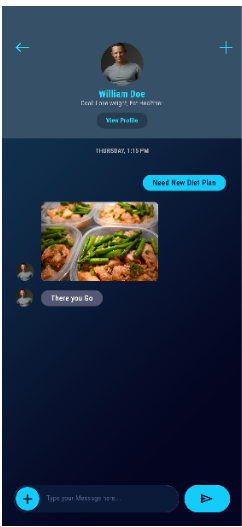 William Doe
Goal: Lose weight, Eat Healthier
View Profile
THURSDAY, 1:15 PM
Need New Diet Plan
There you Go
Type your Message here...